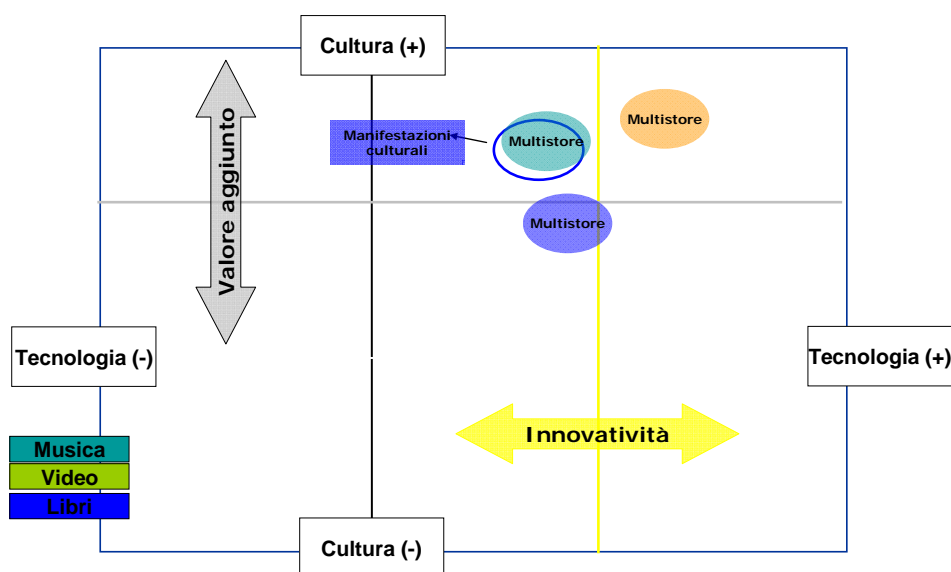 Cultura (+)
Valore aggiunto
Manifestazioni
culturali
Multistore
Multistore
Multistore
Tecnologia (-)
Tecnologia (+)
Innovatività
Musica
Video
Libri
Cultura (-)